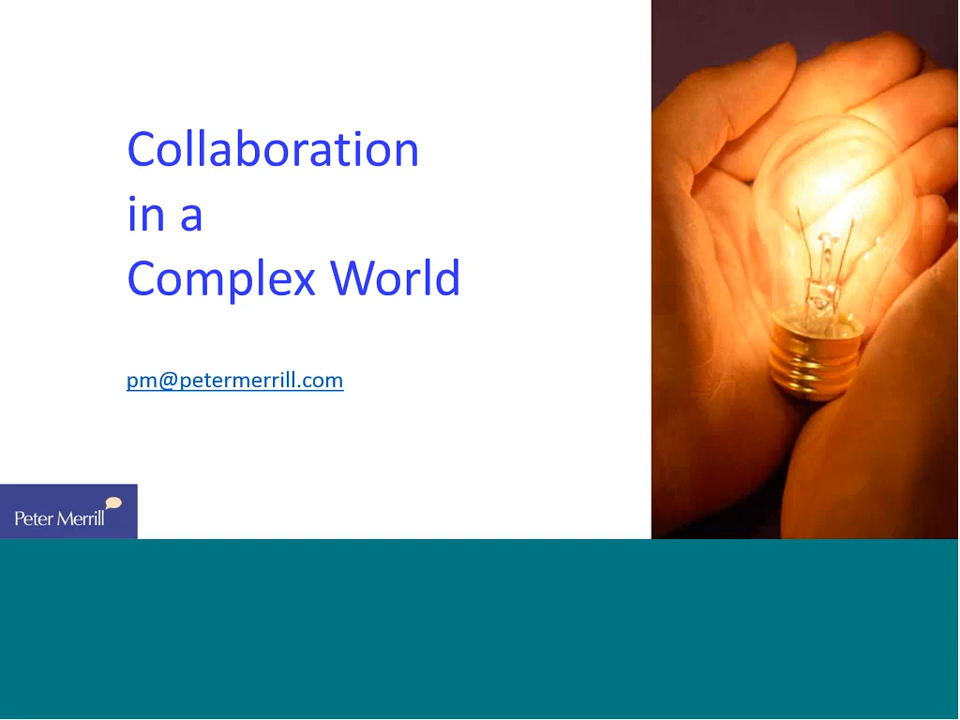 Collaboration
in a
Complex World
pm@petermerrill.com
Peter Merrill